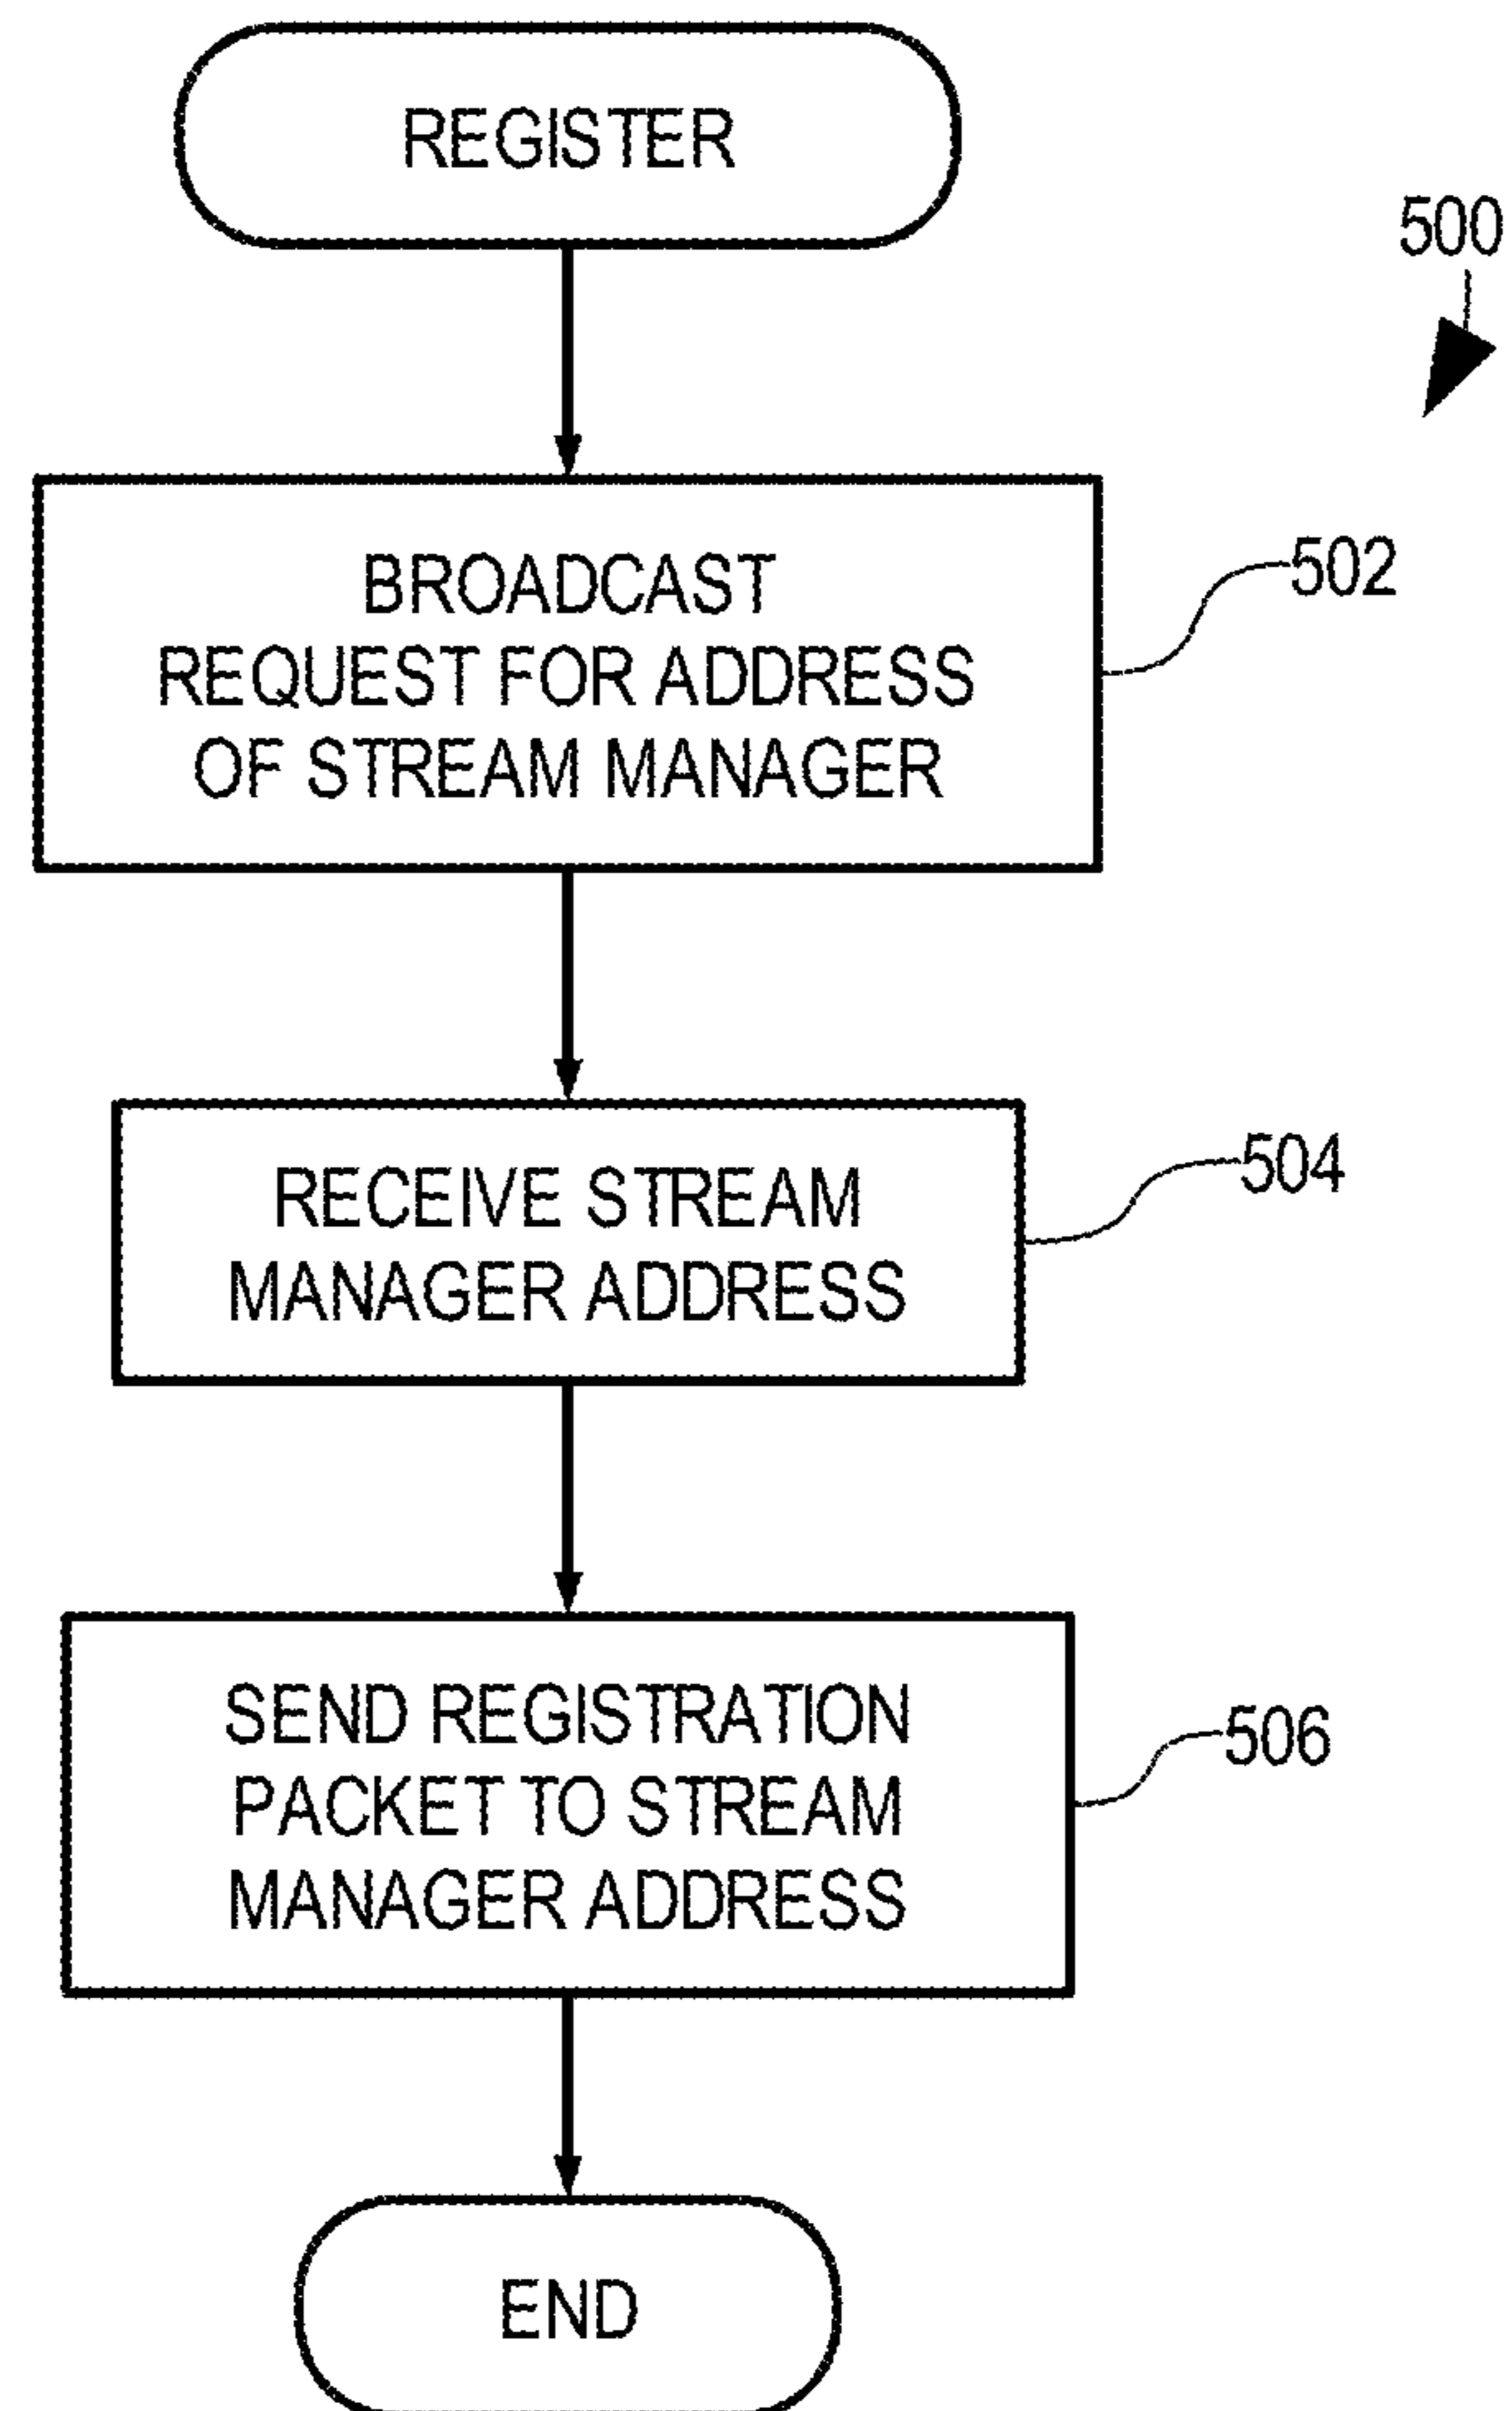 REGISTER
500
BROADCAST
REQUEST FOR ADDRESS
OF STREAM MANAGER
502
RECEIVE STREAM
MANAGER ADDRESS
504
SEND REGISTRATION
PACKET TO STREAM
MANAGER ADDRESS
506
END